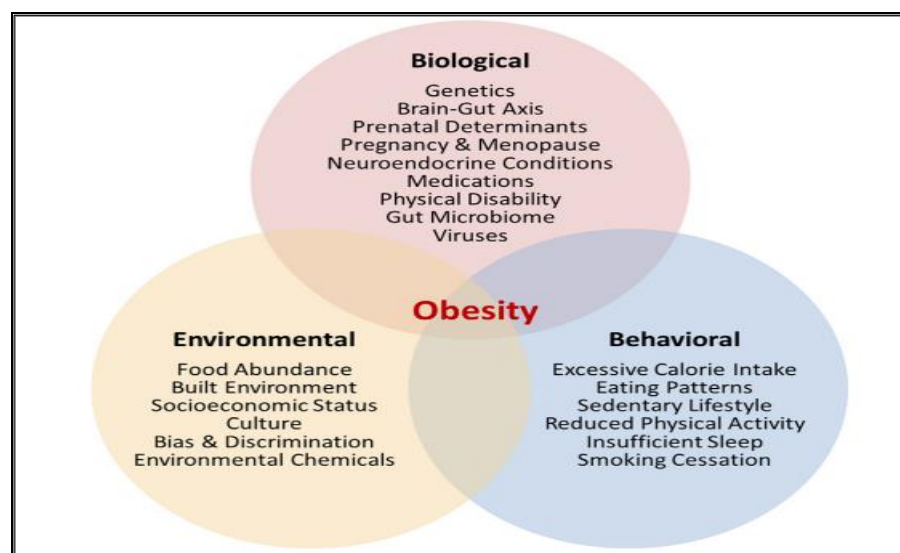 Biological
Genetics
Brain-Gut Axis
Prenatal Determinants
Pregnancy & Menopause
Neuroendocrine Conditions
Medications
Physical Disability
Gut Microbiome
Viruses
Obesity
Environmental
Food Abundance
Built Environment
Socioeconomic Status
Culture
Bias & Discrimination
Environmental Chemicals
Behavioral
Excessive Calorie Intake
Eating Patterns
Sedentary Lifestyle
Reduced Physical Activity
Insufficient Sleep
Smoking Cessation